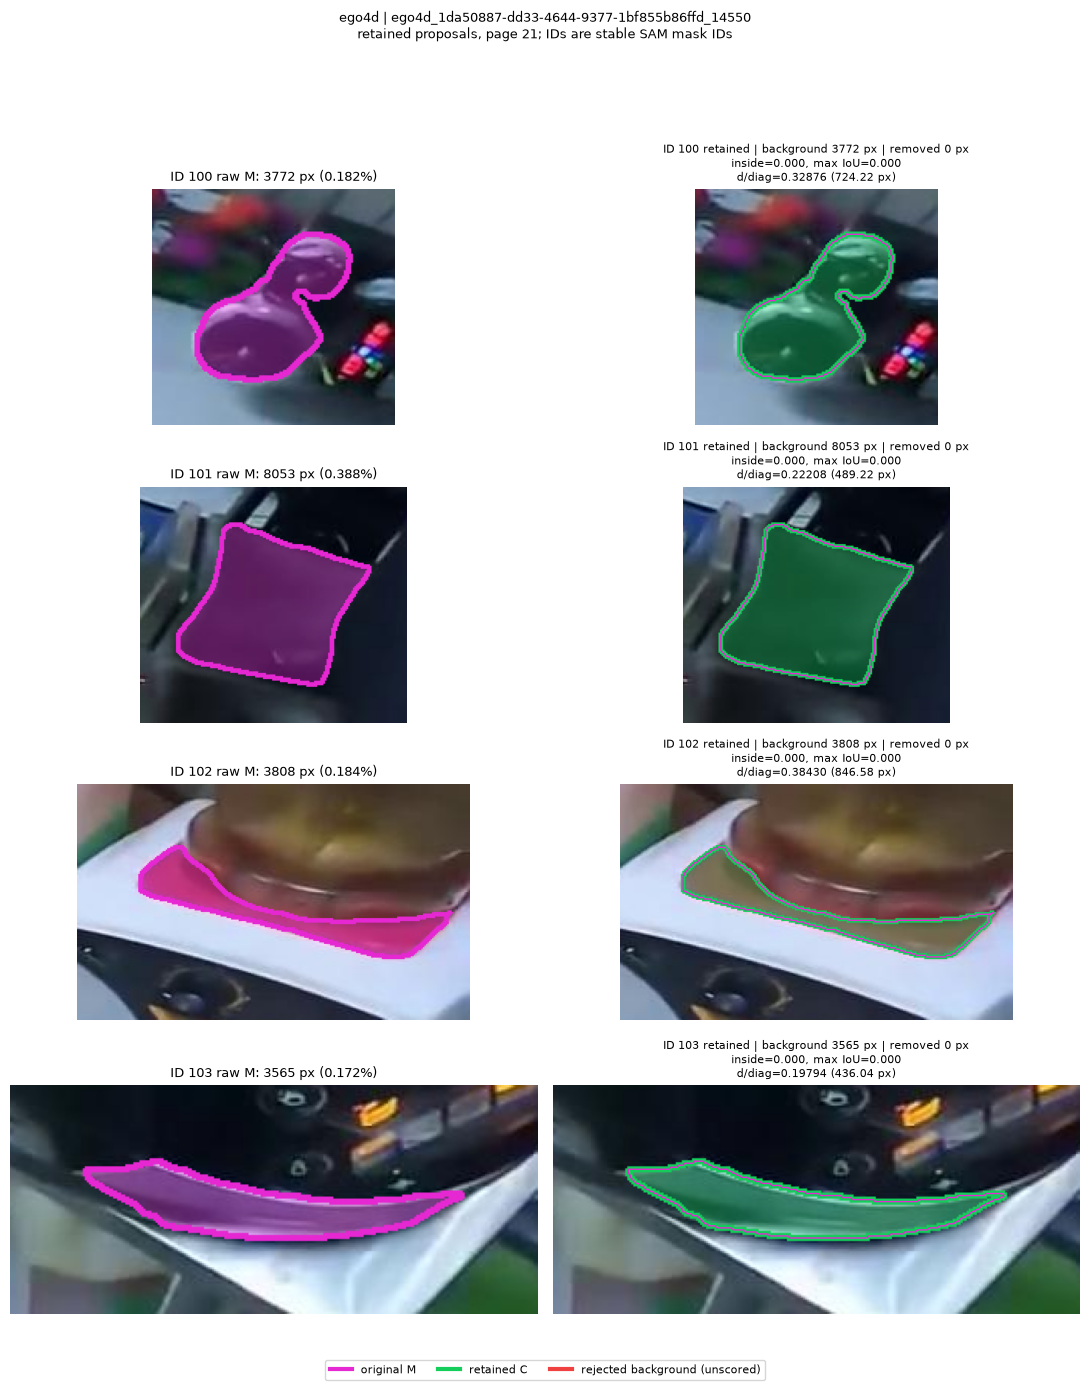 ego4d | ego4d_1da50887-dd33-4644-9377-1bf855b86ffd_14550
retained proposals, page 21; IDs are stable SAM mask IDs
ID 100 raw M: 3772 px (0.182%)
ID 100 retained | background 3772 px | removed 0 px
inside=0.000, max IoU=0.000
d/diag=0.32876 (724.22 px)
ID 101 raw M: 8053 px (0.388%)
ID 101 retained | background 8053 px | removed 0 px
inside=0.000, max IoU=0.000
d/diag=0.22208 (489.22 px)
ID 102 raw M: 3808 px (0.184%)
ID 102 retained | background 3808 px | removed 0 px
inside=0.000, max IoU=0.000
d/diag=0.38430 (846.58 px)
ID 103 raw M: 3565 px (0.172%)
ID 103 retained | background 3565 px | removed 0 px
inside=0.000, max IoU=0.000
d/diag=0.19794 (436.04 px)
original M
retained C
rejected background (unscored)